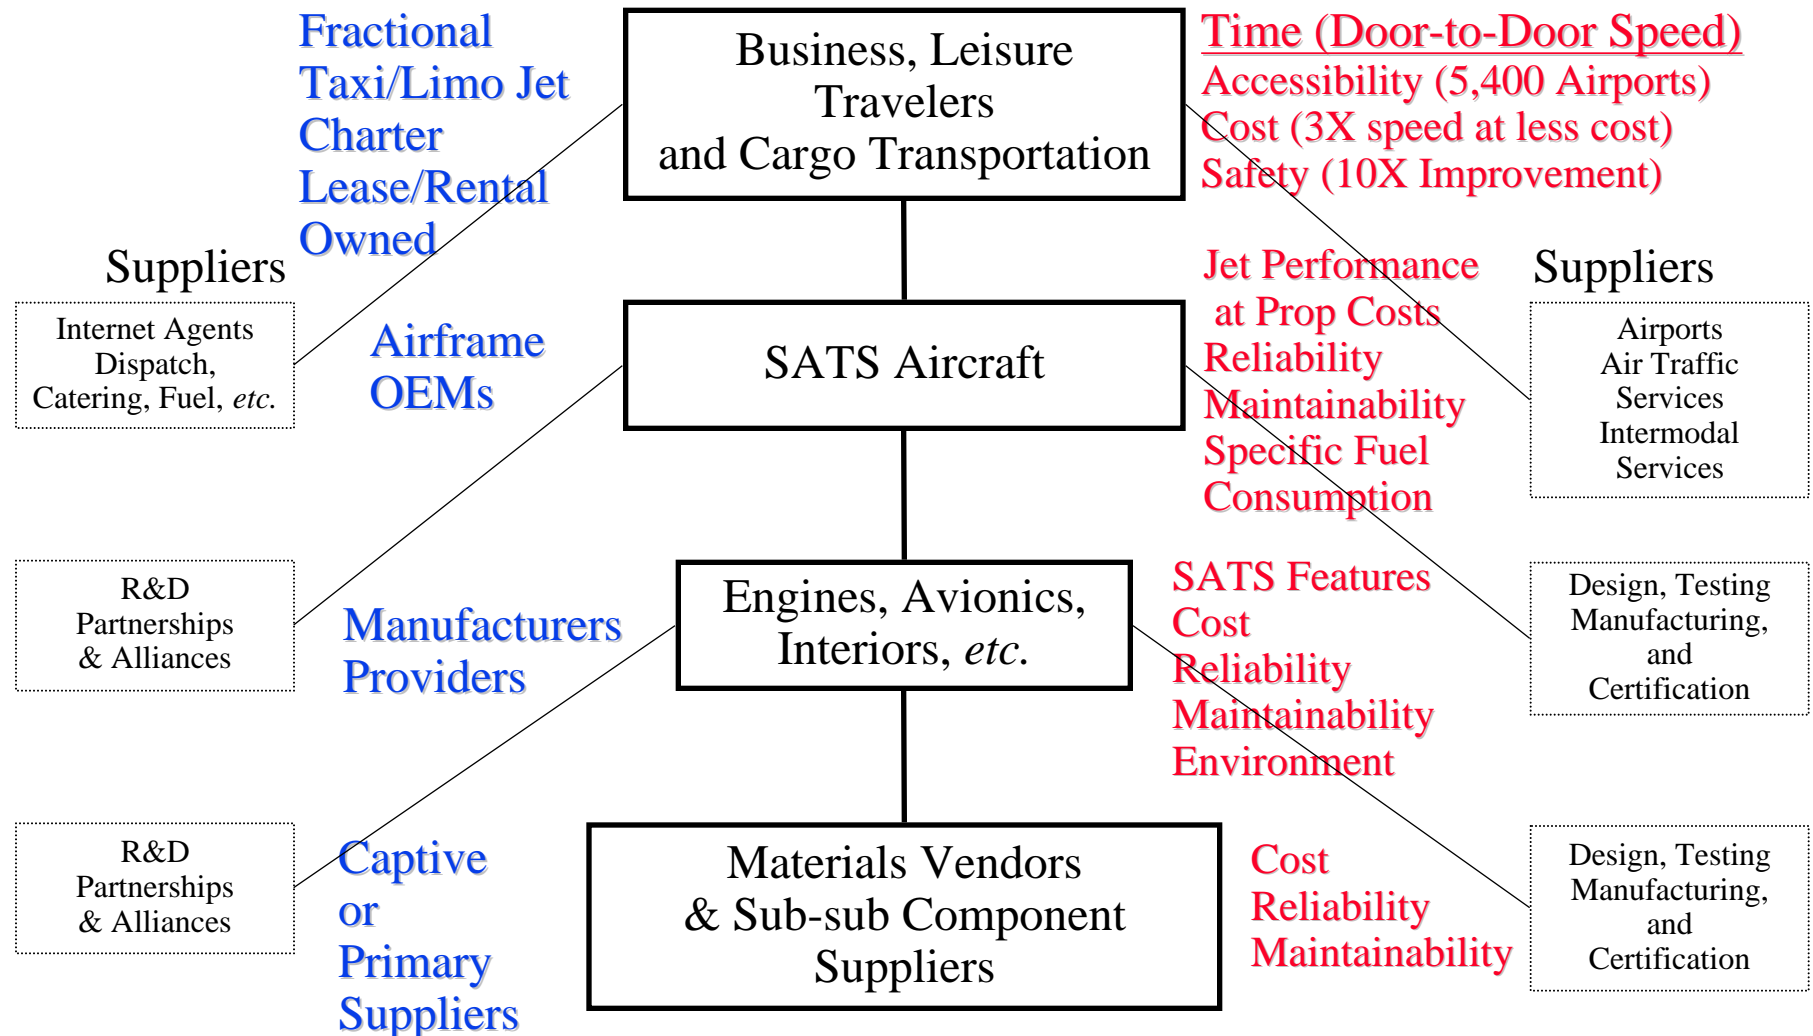 Fractional
Taxi/Limo Jet
Charter
Lease/Rental
Owned
Business, Leisure
Travelers
and Cargo Transportation
Time (Door-to-Door Speed)
Accessibility (5,400 Airports)
Cost (3X speed at less cost)
Safety (10X Improvement)
Suppliers
Internet Agents
Dispatch,
Catering, Fuel, etc.
Airframe
OEMs
SATS Aircraft
Jet Performance
at Prop Costs
Reliability
Maintainability
Specific Fuel
Consumption
Suppliers
Airports
Air Traffic
Services
Intermodal
Services
R&D
Partnerships
& Alliances
Manufacturers
Providers
Engines, Avionics,
Interiors, etc.
SATS Features
Cost
Reliability
Maintainability
Environment
Design, Testing
Manufacturing,
and
Certification
R&D
Partnerships
& Alliances
Captive
or
Primary
Suppliers
Materials Vendors
& Sub-sub Component
Suppliers
Cost
Reliability
Maintainability
Design, Testing
Manufacturing,
and
Certification